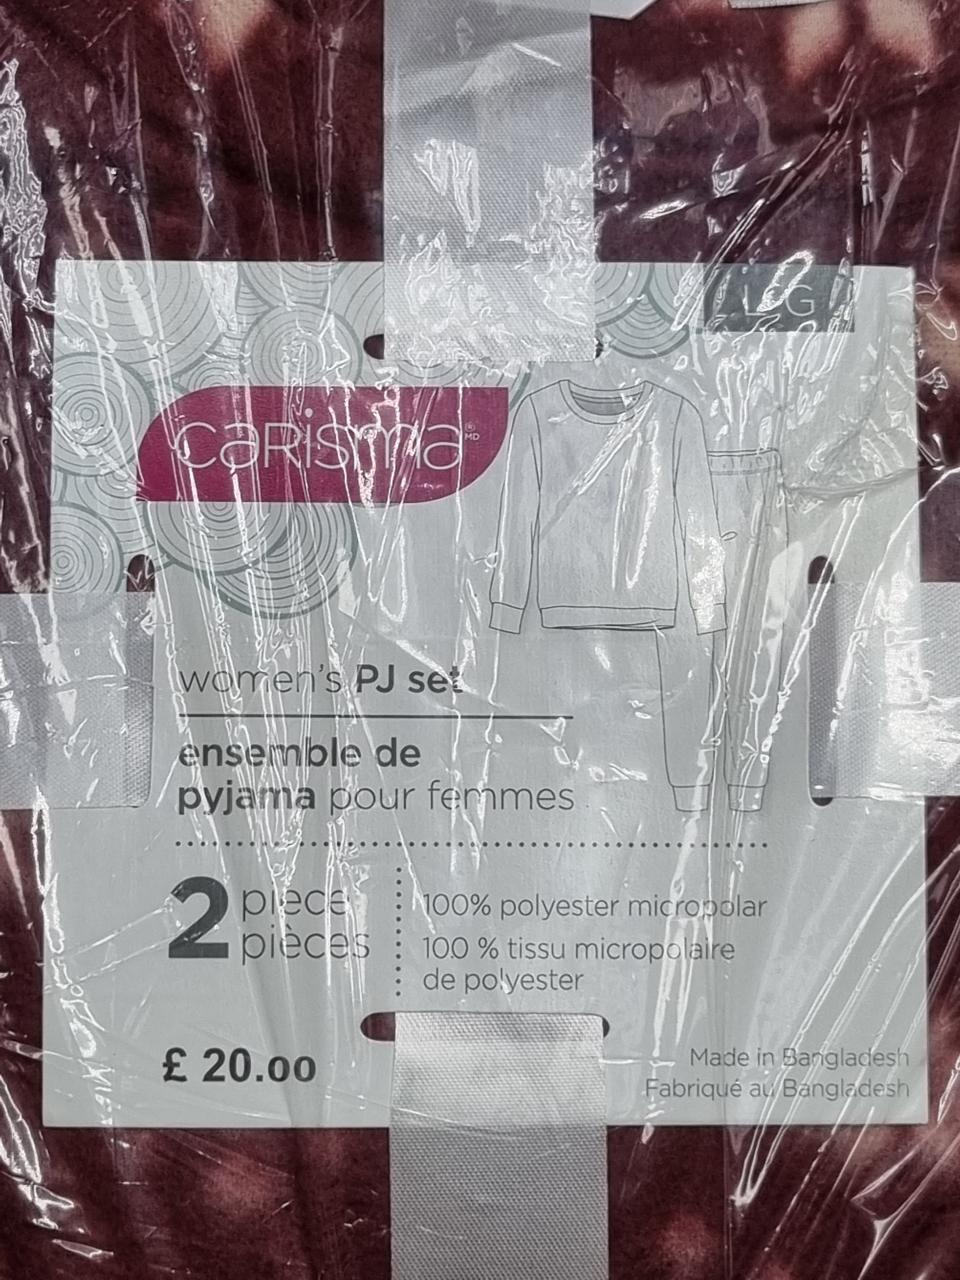 L-G
carisma
®
MD
women's PJ set
ensemble de
pyjama pour femmes
2 piece
pièces
100% polyester micropolar
100 % tissu micropolaire
de polyester
£ 20.00
Made in Bangladesh
Fabriqué au Bangladesh